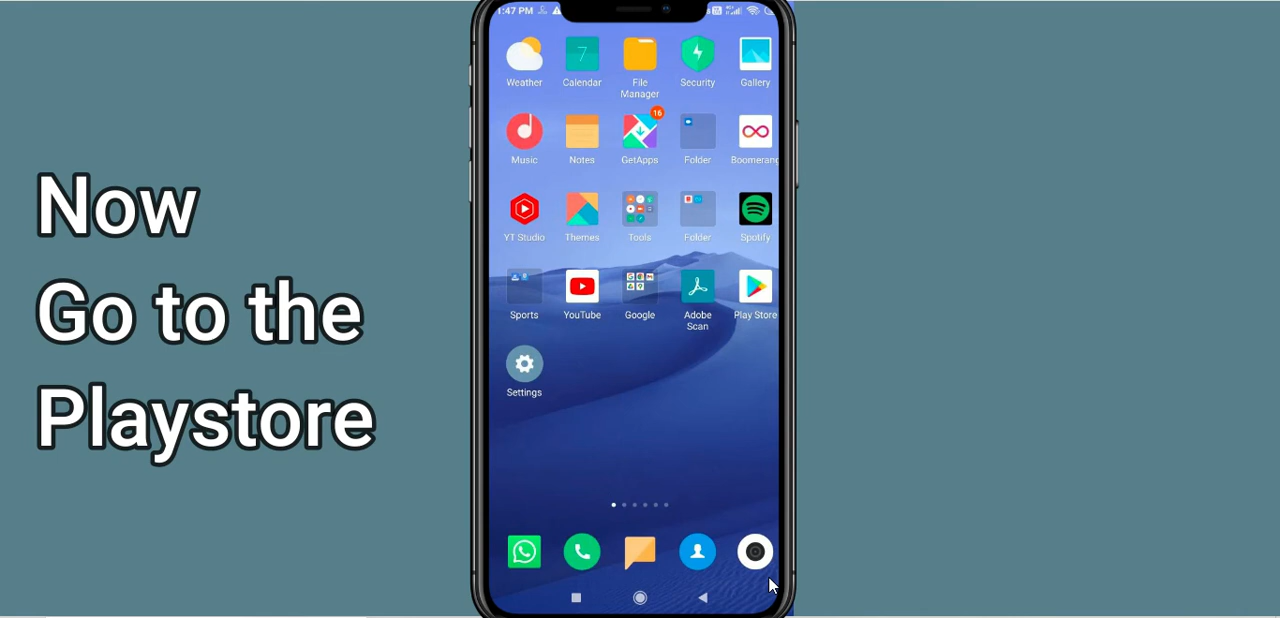 Now
Go to the
Playstore
1:47 PM
Weather
Calendar
File
Manager
Security
Gallery
7
16
Music
Notes
GetApps
Folder
Boomerang
YT Studio
Themes
Tools
Folder
Spotify
Sports
YouTube
Google
Adobe
Scan
Play Store
Settings